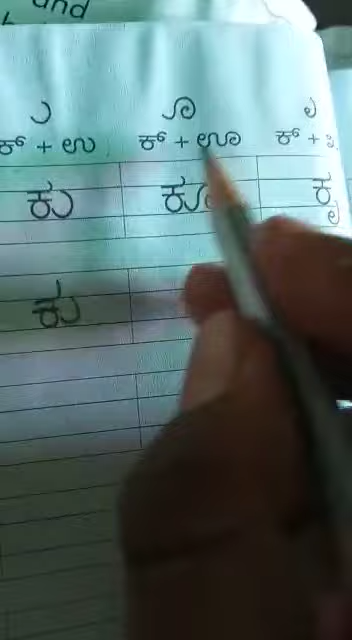 and
ು ೂ ೃ
ಕ್ + ಉ ಕ್ + ಊ ಕ್ +
ಕು ಕೂ ಕೃ
ಕು